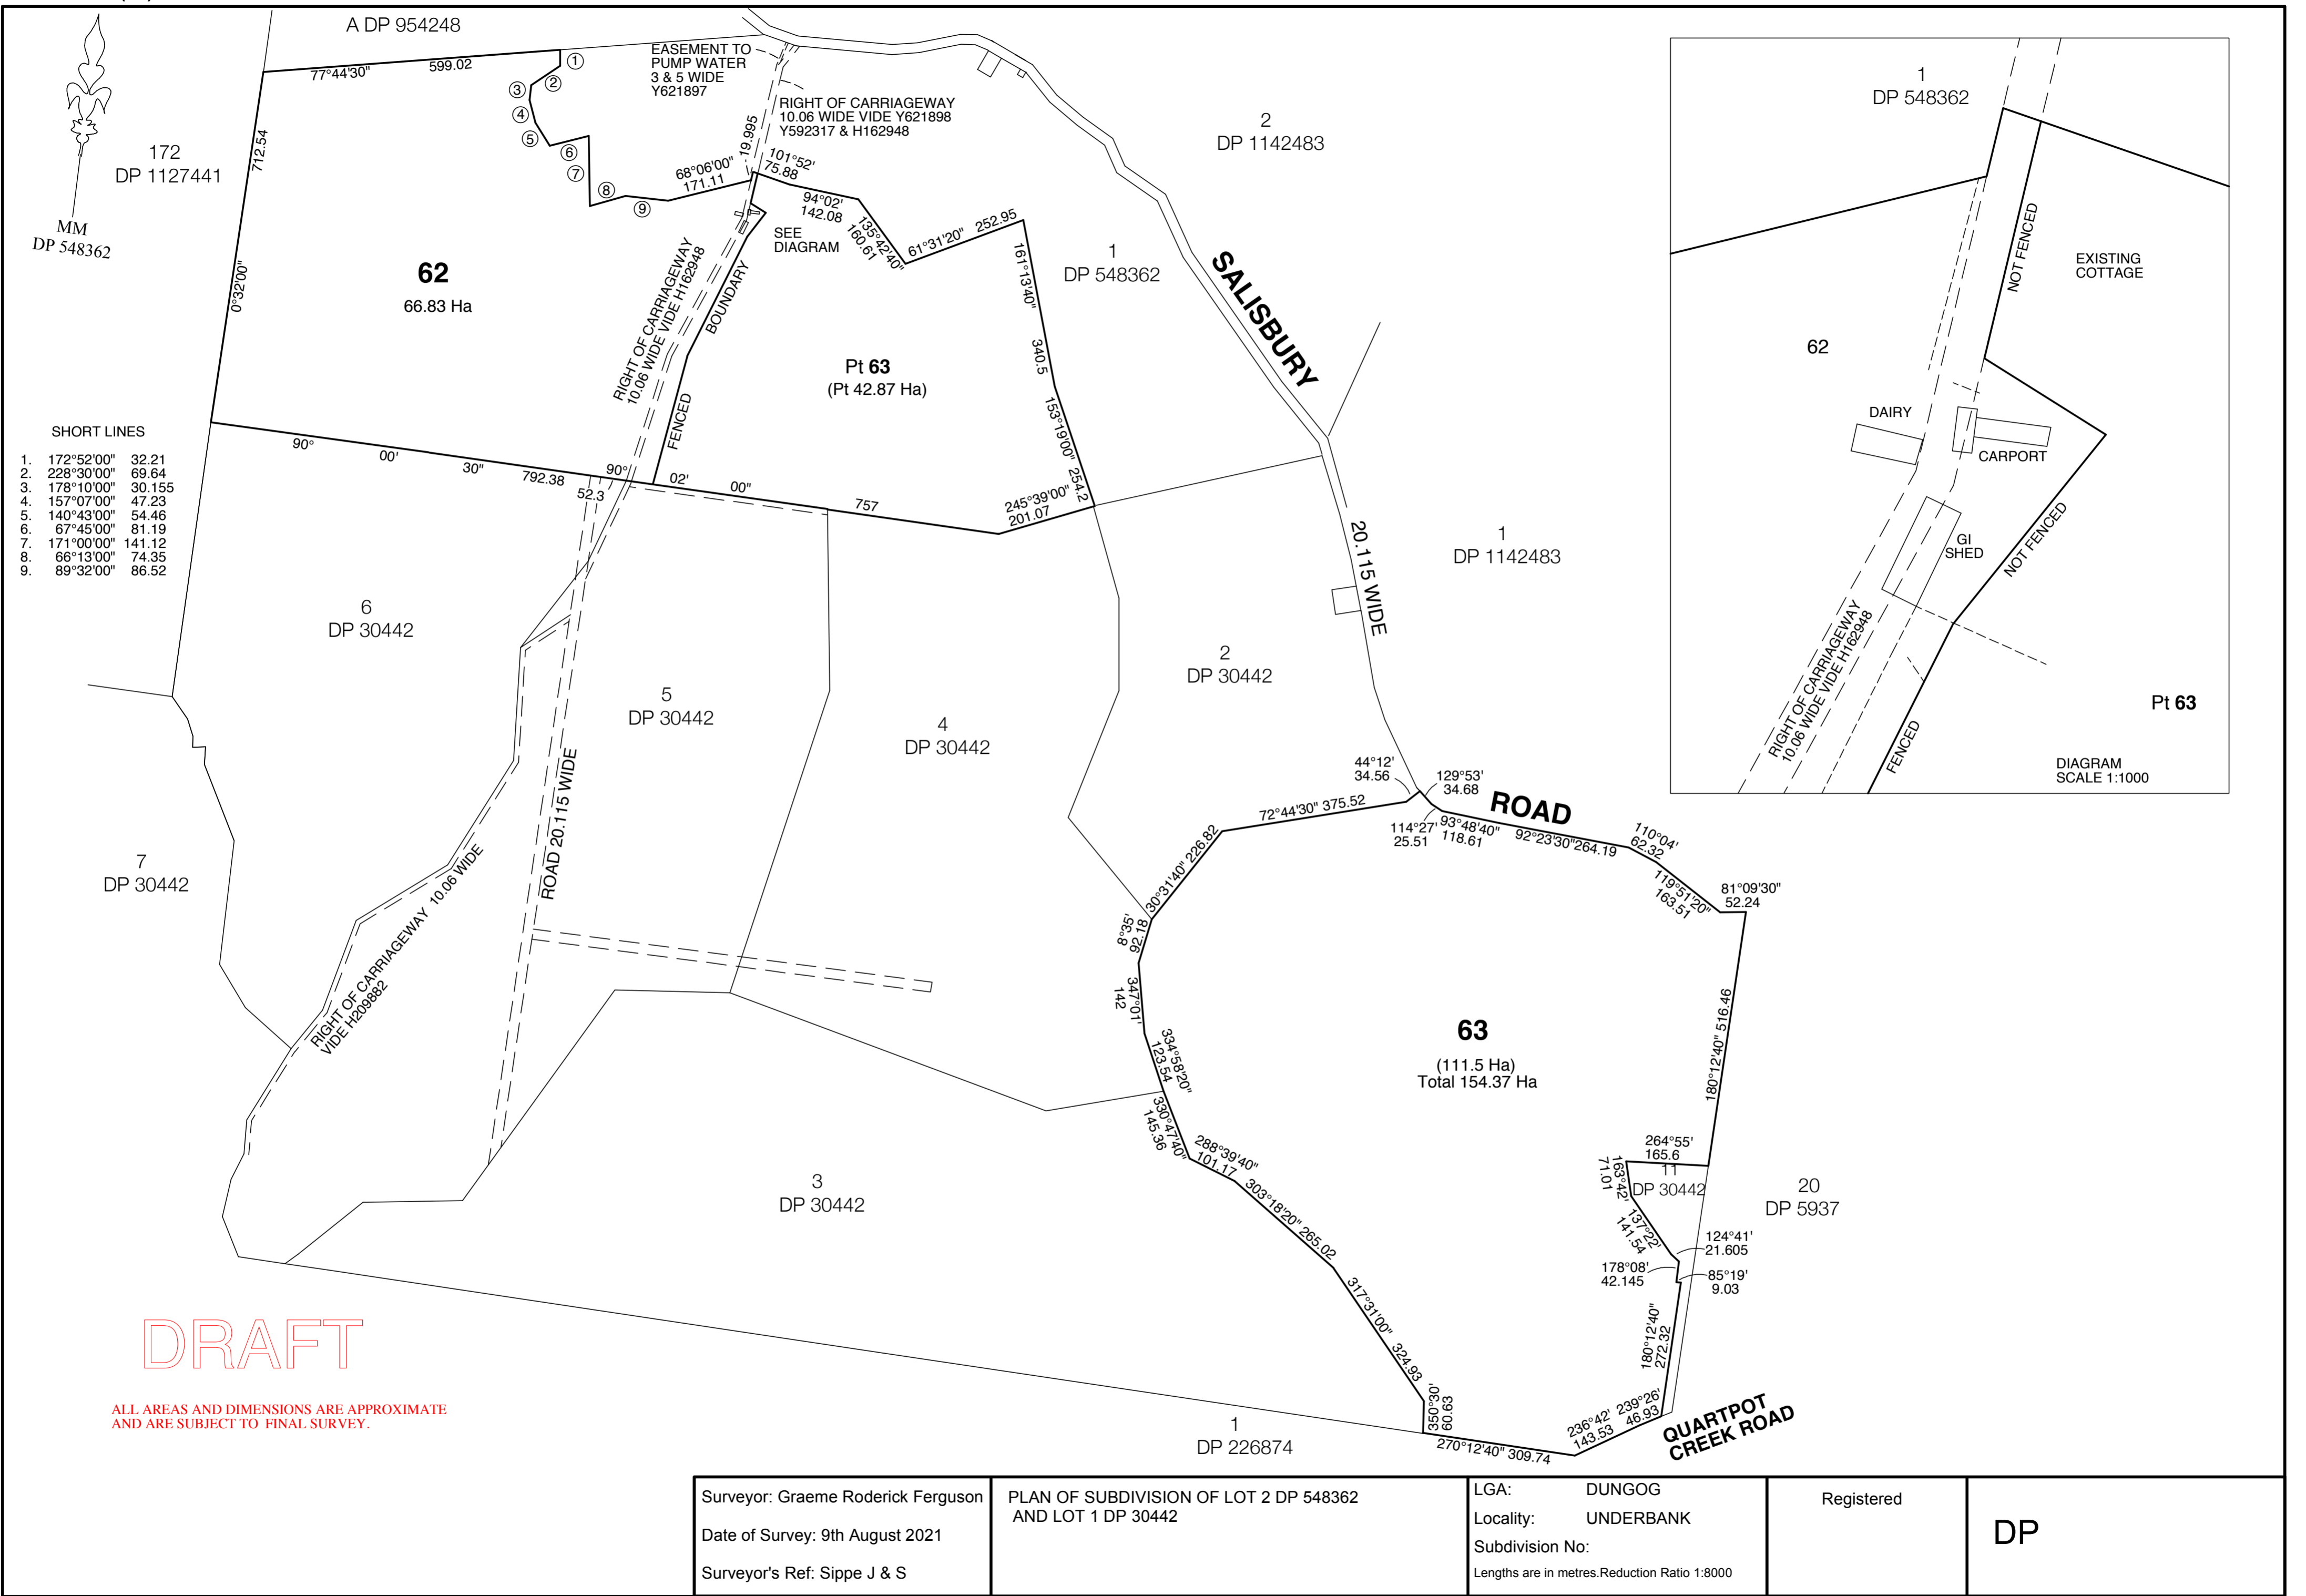 A DP 954248
77°44'30" 599.02
EASEMENT TO
PUMP WATER
3 & 5 WIDE
Y621897
RIGHT OF CARRIAGEWAY
10.06 WIDE VIDE Y621898
Y592317 & H162948
2
DP 1142483
172
DP 1127441
MM
DP 548362
712.54
0°32'00"
①
②
③
④
⑤
⑥
⑦
⑧
⑨
68°06'00"
171.11
19.995
101°52'
75.88
94°02'
142.08
135°42'40"
160.61
61°31'20" 252.95
161°13'40"
340.5
153°19'00" 254.2
SEE
DIAGRAM
62
66.83 Ha
RIGHT OF CARRIAGEWAY
10.06 WIDE VIDE H162948
FENCED BOUNDARY
Pt 63
(Pt 42.87 Ha)
1
DP 548362
SALISBURY
SHORT LINES
1. 172°52'00" 32.21
2. 228°30'00" 69.64
3. 178°10'00" 30.155
4. 157°07'00" 47.23
5. 140°43'00" 54.46
6. 67°45'00" 81.19
7. 171°00'00" 141.12
8. 66°13'00" 74.35
9. 89°32'00" 86.52
90° 00' 30" 792.38
52.3
90° 02' 00" 757
245°39'00"
201.07
20.115 WIDE
1
DP 1142483
6
DP 30442
5
DP 30442
4
DP 30442
2
DP 30442
7
DP 30442
3
DP 30442
ROAD 20.115 WIDE
RIGHT OF CARRIAGEWAY 10.06 WIDE
VIDE H209882
44°12'
34.56
129°53'
34.68
72°44'30" 375.52
114°27'
25.51
ROAD
93°48'40"
118.61
92°23'30" 264.19
110°04'
62.32
119°51'20"
163.51
81°09'30"
52.24
30°31'40" 226.82
8°35'
92.18
347°01'
142
334°58'20"
123.54
330°47'40"
145.36
288°39'40"
101.17
303°18'20" 265.02
317°31'00" 324.93
350°30'
60.63
270°12'40" 309.74
236°42'
143.53
239°26'
46.93
180°12'40" 516.46
63
(111.5 Ha)
Total 154.37 Ha
264°55'
165.6
11
DP 30442
163°42'
71.01
137°22'
141.54
124°41'
21.605
178°08'
42.145
85°19'
9.03
180°12'40"
272.32
20
DP 5937
QUARTPOT
CREEK ROAD
1
DP 226874
1
DP 548362
NOT FENCED
EXISTING
COTTAGE
62
DAIRY
CARPORT
GI
SHED
NOT FENCED
RIGHT OF CARRIAGEWAY
10.06 WIDE VIDE H162948
FENCED
Pt 63
DIAGRAM
SCALE 1:1000
DRAFT
ALL AREAS AND DIMENSIONS ARE APPROXIMATE
AND ARE SUBJECT TO FINAL SURVEY.
Surveyor: Graeme Roderick Ferguson
Date of Survey: 9th August 2021
Surveyor's Ref: Sippe J & S
PLAN OF SUBDIVISION OF LOT 2 DP 548362
AND LOT 1 DP 30442
LGA: DUNGOG
Locality: UNDERBANK
Subdivision No:
Lengths are in metres.Reduction Ratio 1:8000
Registered
DP